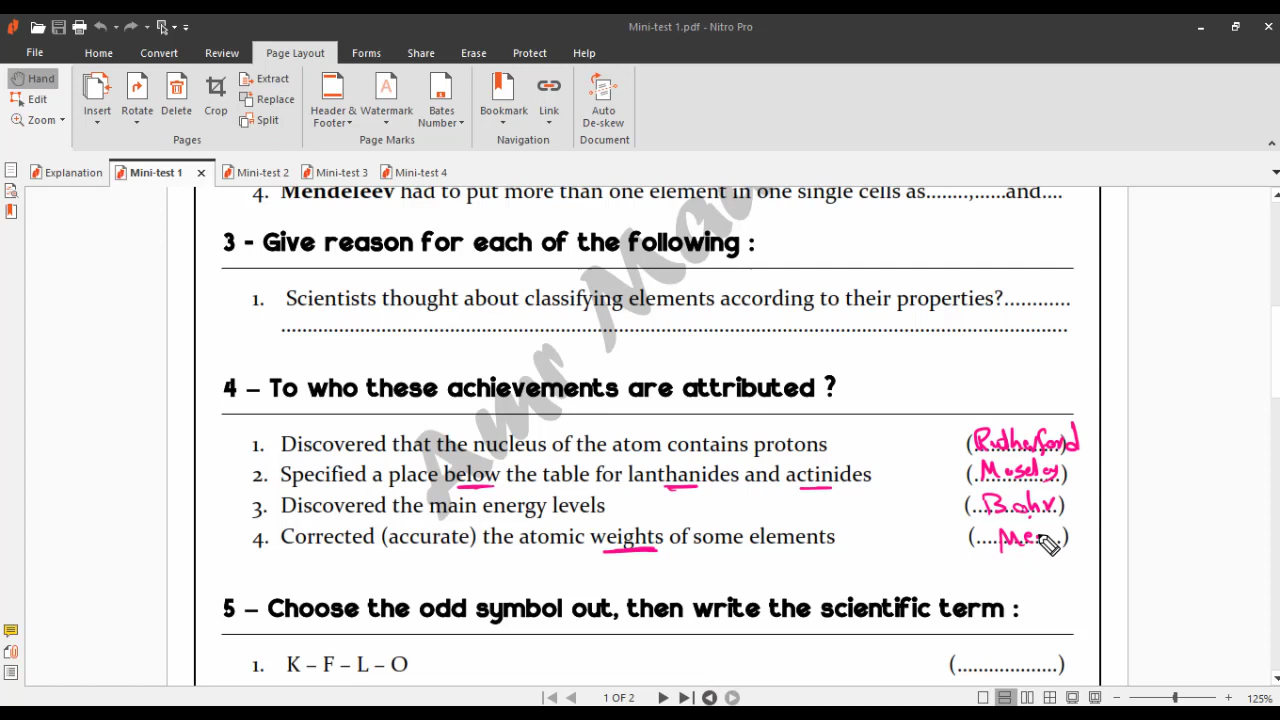 Mini-test 1.pdf - Nitro Pro
File Home Convert Review Page Layout Forms Share Erase Protect Help
Hand
Edit
Zoom
Insert Rotate Delete Crop
Extract
Replace
Split
Pages
Header & Footer Watermark Bates Number
Page Marks
Bookmark Link
Navigation
Auto De-skew
Document
Explanation Mini-test 1 Mini-test 2 Mini-test 3 Mini-test 4
4. Mendeleev had to put more than one element in one single cells as........,......and....
3 - Give reason for each of the following :
1. Scientists thought about classifying elements according to their properties?............
4 – To who these achievements are attributed ?
1. Discovered that the nucleus of the atom contains protons (Rutherford)
2. Specified a place below the table for lanthanides and actinides (Moseley)
3. Discovered the main energy levels (Bohr)
4. Corrected (accurate) the atomic weights of some elements (....Me....)
5 – Choose the odd symbol out, then write the scientific term :
1. K – F – L – O (...................)
Amr
1 OF 2
125%